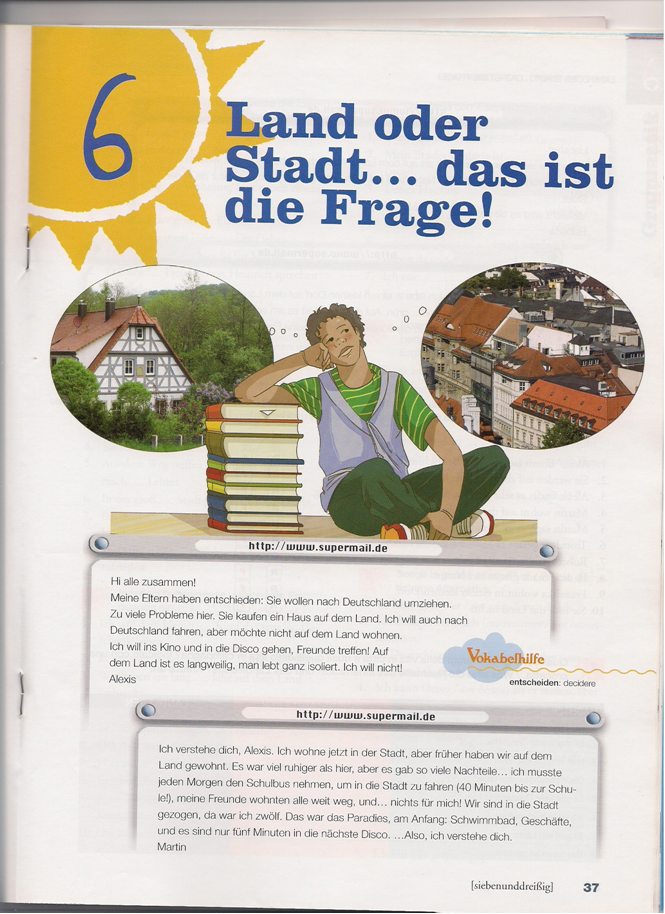 6
Land oder
Stadt... das ist
die Frage!
http://www.supermail.de
Hi alle zusammen!
Meine Eltern haben entschieden: Sie wollen nach Deutschland umziehen.
Zu viele Probleme hier. Sie kaufen ein Haus auf dem Land. Ich will auch nach
Deutschland fahren, aber möchte nicht auf dem Land wohnen.
Ich will ins Kino und in die Disco gehen, Freunde treffen! Auf
dem Land ist es langweilig, man lebt ganz isoliert. Ich will nicht!
Alexis
Vokabelhilfe
entscheiden: decidere
http://www.supermail.de
Ich verstehe dich, Alexis. Ich wohne jetzt in der Stadt, aber früher haben wir auf dem
Land gewohnt. Es war viel ruhiger als hier, aber es gab so viele Nachteile... ich musste
jeden Morgen den Schulbus nehmen, um in die Stadt zu fahren (40 Minuten bis zur Schu-
le!), meine Freunde wohnten alle weit weg, und... nichts für mich! Wir sind in die Stadt
gezogen, da war ich zwölf. Das war das Paradies, am Anfang: Schwimmbad, Geschäfte,
und es sind nur fünf Minuten in die nächste Disco. ...Also, ich verstehe dich.
Martin
[siebenunddreißig] 37